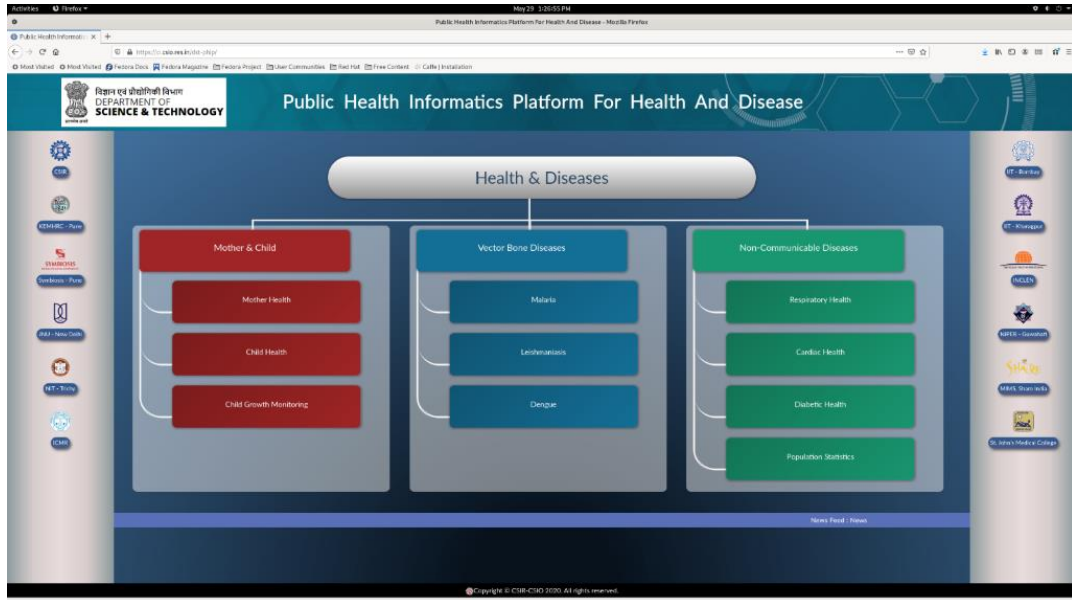 Activities
Firefox
May 29 1:26:55 PM
Public Health Informatics Platform For Health And Disease - Mozilla Firefox
Public Health Informatic
Most Visited
Most Visited
Fedora Docs
Fedora Magazine
Fedora Project
User Communities
Red Hat
Free Content
Caffe | Installation
विज्ञान एवं प्रौद्योगिकी विभाग
DEPARTMENT OF
SCIENCE & TECHNOLOGY
Public Health Informatics Platform For Health And Disease
CSIR
KEMHRC - Pune
SYMBIOSIS
Symbiosis - Pune
JNU - New Delhi
NIT - Trichy
ICMR
Health & Diseases
Mother & Child
Mother Health
Child Health
Child Growth Monitoring
Vector Bone Diseases
Malaria
Leishmaniasis
Dengue
Non-Communicable Diseases
Respiratory Health
Cardiac Health
Diabetic Health
Population Statistics
IIT - Bombay
IIT - Kharagpur
INCLEN
NIPER - Guwahati
MIMS, Share India
St. John's Medical College
News Feed : News
Copyright © CSIR-CSIO 2020. All rights reserved.